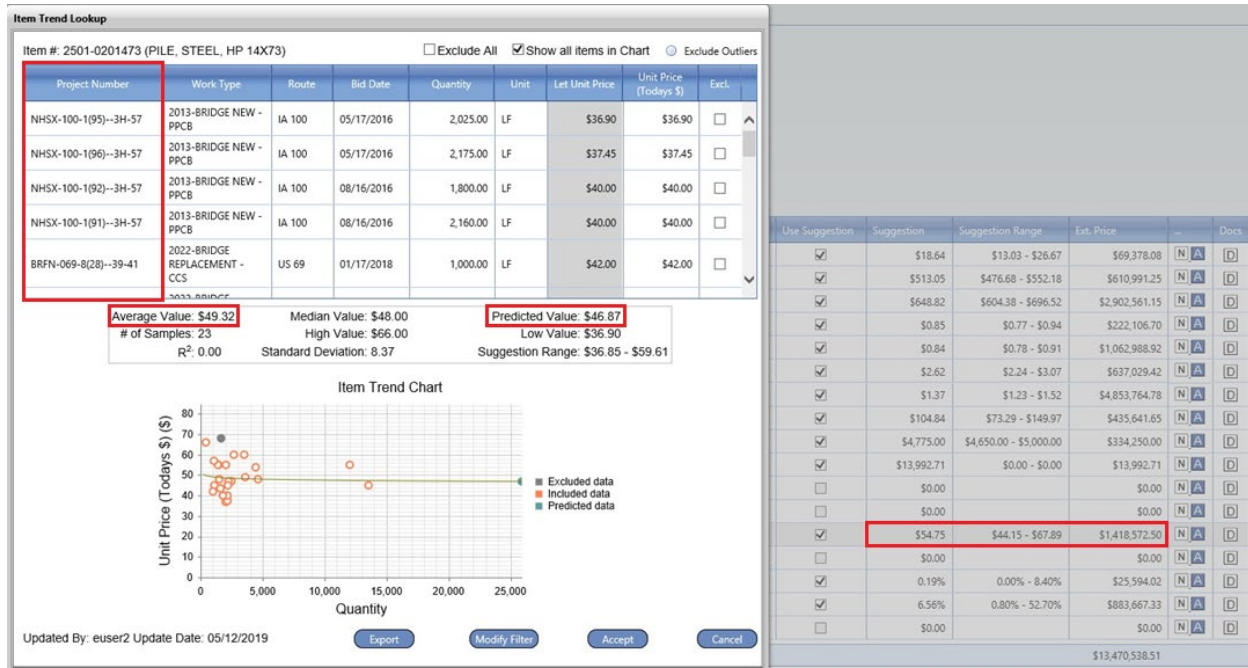 Item Trend Lookup
Item #: 2501-0201473 (PILE, STEEL, HP 14X73) Exclude All Show all items in Chart Exclude Outliers
Project Number Work Type Route Bid Date Quantity Unit Let Unit Price Unit Price (Todays $) Excl.
NHSX-100-1(95)--3H-57 2013-BRIDGE NEW - PPCB IA 100 05/17/2016 2,025.00 LF $36.90 $36.90
NHSX-100-1(96)--3H-57 2013-BRIDGE NEW - PPCB IA 100 05/17/2016 2,175.00 LF $37.45 $37.45
NHSX-100-1(92)--3H-57 2013-BRIDGE NEW - PPCB IA 100 08/16/2016 1,800.00 LF $40.00 $40.00
NHSX-100-1(91)--3H-57 2013-BRIDGE NEW - PPCB IA 100 08/16/2016 2,160.00 LF $40.00 $40.00
BRFN-069-8(28)--39-41 2022-BRIDGE REPLACEMENT - CCS US 69 01/17/2018 1,000.00 LF $42.00 $42.00
Average Value: $49.32 Median Value: $48.00 Predicted Value: $46.87
# of Samples: 23 High Value: $66.00 Low Value: $36.90
R2: 0.00 Standard Deviation: 8.37 Suggestion Range: $36.85 - $59.61
Item Trend Chart
Unit Price (Todays $) ($)
80
70
60
50
40
30
20
10
0
0 5,000 10,000 15,000 20,000 25,000
Quantity
Excluded data
Included data
Predicted data
Updated By: euser2 Update Date: 05/12/2019 Export Modify Filter Accept Cancel
Use Suggestion Suggestion Suggestion Range Ext. Price ... Docs
$18.64 $13.03 - $26.67 $69,378.08 N A D
$513.05 $476.68 - $552.18 $610,991.25 N A D
$648.82 $604.38 - $696.52 $2,902,561.15 N A D
$0.85 $0.77 - $0.94 $222,106.70 N A D
$0.84 $0.78 - $0.91 $1,062,988.92 N A D
$2.62 $2.24 - $3.07 $637,029.42 N A D
$1.37 $1.23 - $1.52 $4,853,764.78 N A D
$104.84 $73.29 - $149.97 $435,641.65 N A D
$4,775.00 $4,650.00 - $5,000.00 $334,250.00 N A D
$13,992.71 $0.00 - $0.00 $13,992.71 N A D
$0.00 $0.00 N A D
$0.00 $0.00 N A D
$54.75 $44.15 - $67.89 $1,418,572.50 N A D
$0.00 $0.00 N A D
0.19% 0.00% - 8.40% $25,594.02 N A D
6.56% 0.80% - 52.70% $883,667.33 N A D
$0.00 $0.00 N A D
$13,470,538.51